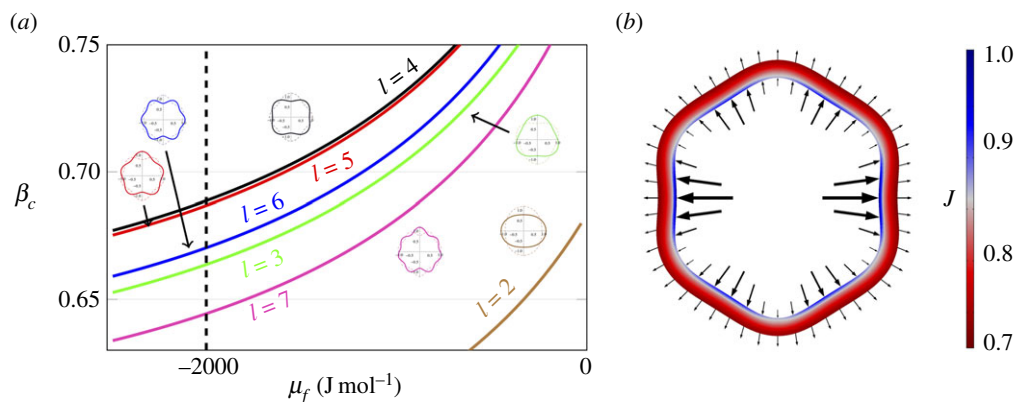 (a)
(b)
0.75
0.70
0.65
β_c
l = 4
l = 5
l = 6
l = 3
l = 7
l = 2
−2000
0
μ_f (J mol⁻¹)
J
1.0
0.9
0.8
0.7